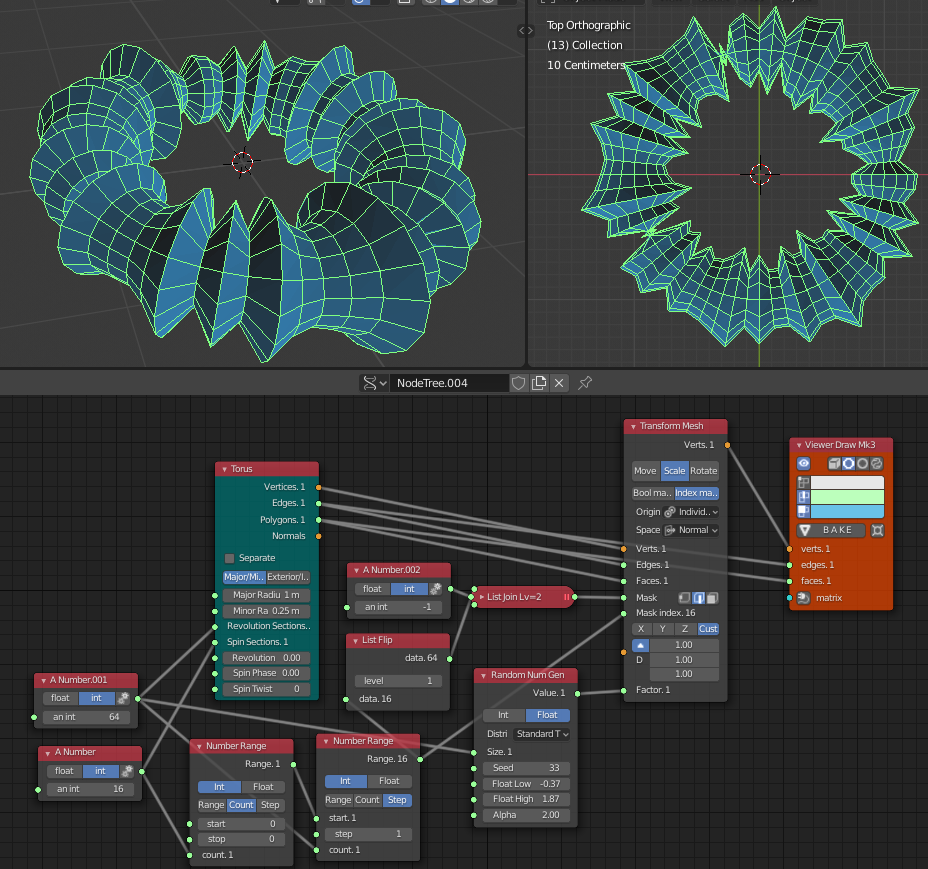 Top Orthographic
(13) Collection
10 Centimeters
NodeTree.004
Transform Mesh
Verts. 1
Move Scale Rotate
Bool ma.. Index ma..
Origin Individ..
Space Normal
Verts. 1
Edges. 1
Faces. 1
Mask
Mask index. 16
X Y Z Cust
1.00
D 1.00
1.00
Factor. 1
Viewer Draw Mk3
BAKE
verts. 1
edges. 1
faces. 1
matrix
Torus
Vertices. 1
Edges. 1
Polygons. 1
Normals
Separate
Major/Mi.. Exterior/I..
Major Radiu 1 m
Minor Ra 0.25 m
Revolution Sections..
Spin Sections. 1
Revolution 0.00
Spin Phase 0.00
Spin Twist 0
A Number.002
float int
an int -1
List Join Lv=2
List Flip
data. 64
level 1
data. 16
Random Num Gen
Value. 1
Int Float
Distri Standard T
Size. 1
Seed 33
Float Low -0.37
Float High 1.87
Alpha 2.00
A Number.001
float int
an int 64
A Number
float int
an int 16
Number Range
Range. 1
Int Float
Range Count Step
start 0
stop 0
count. 1
Number Range
Range. 16
Int Float
Range Count Step
start. 1
step 1
count. 1